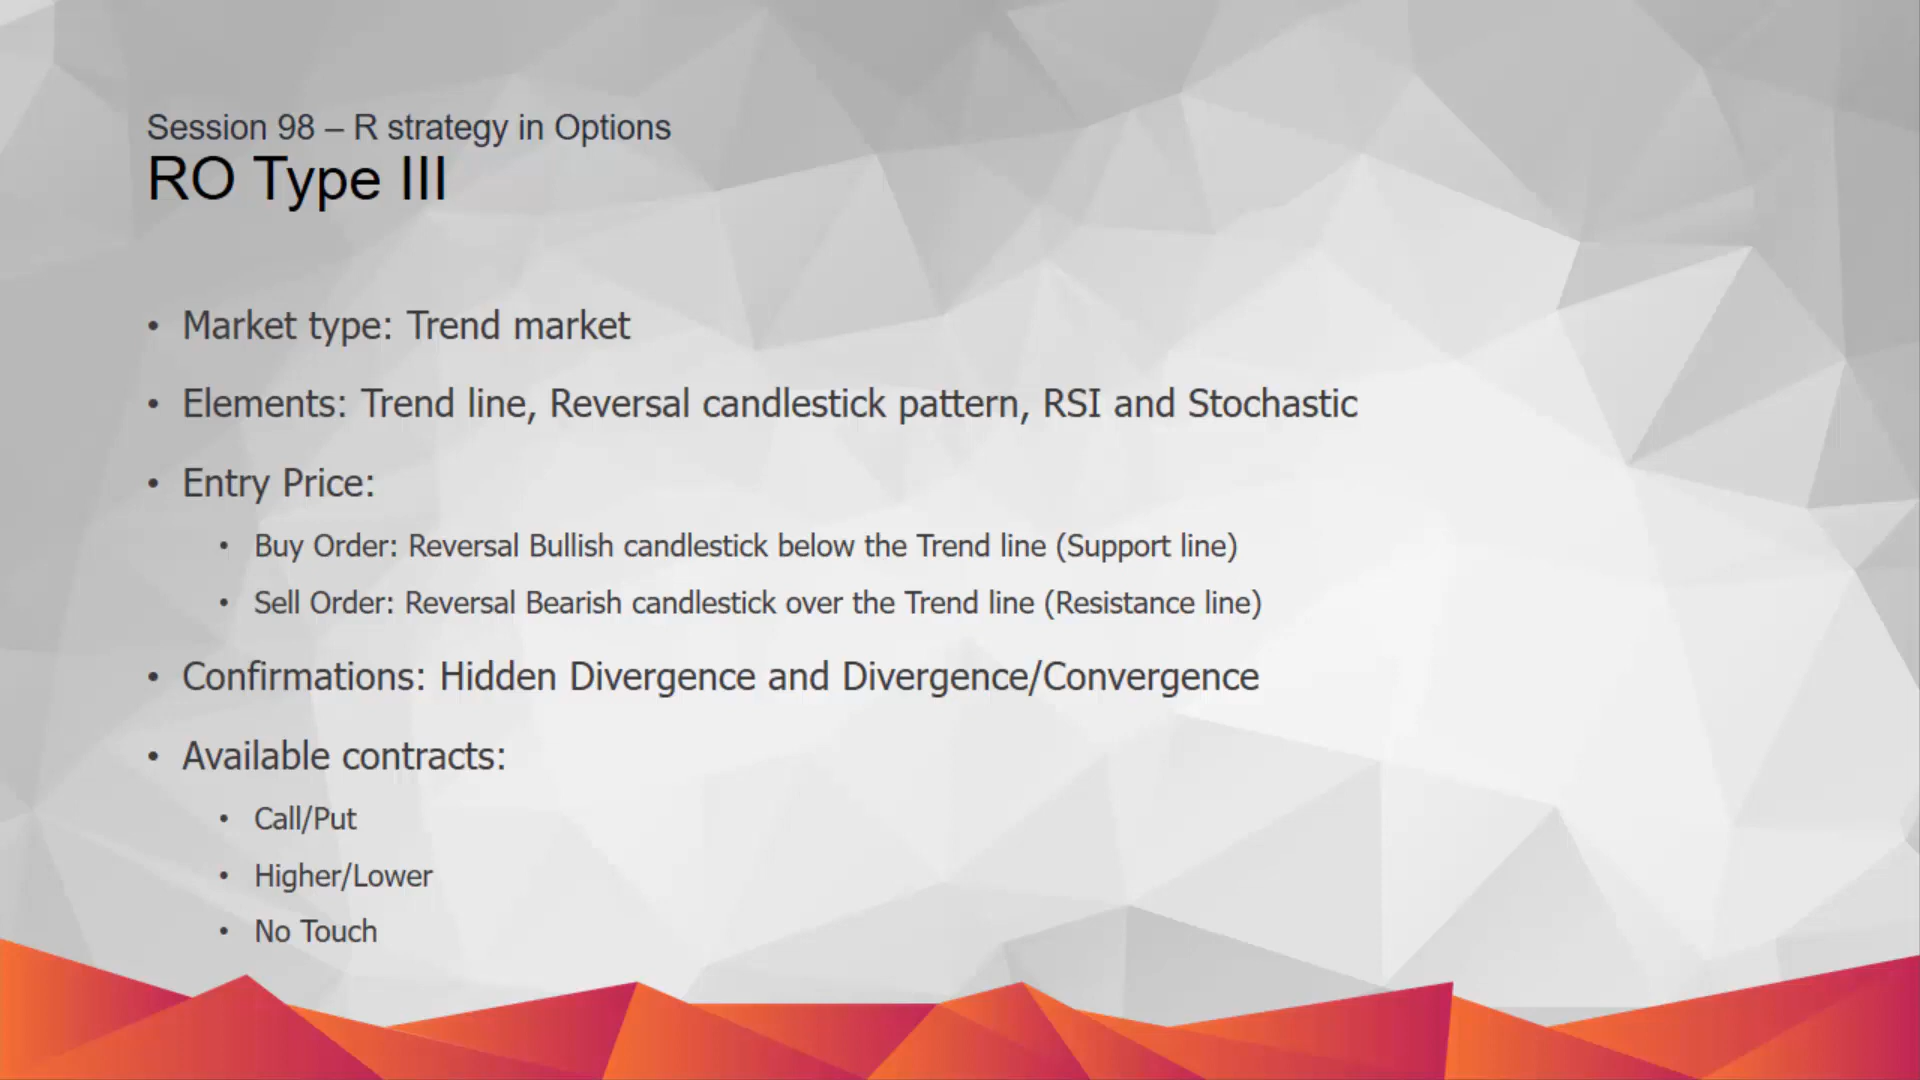 Session 98 – R strategy in Options
RO Type III
• Market type: Trend market
• Elements: Trend line, Reversal candlestick pattern, RSI and Stochastic
• Entry Price:
• Buy Order: Reversal Bullish candlestick below the Trend line (Support line)
• Sell Order: Reversal Bearish candlestick over the Trend line (Resistance line)
• Confirmations: Hidden Divergence and Divergence/Convergence
• Available contracts:
• Call/Put
• Higher/Lower
• No Touch